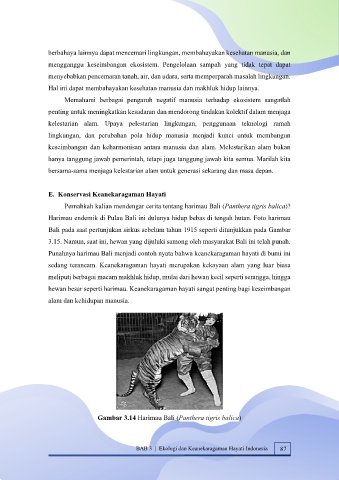 berbahaya lainnya dapat mencemari lingkungan, membahayakan kesehatan manusia, dan
mengganggu keseimbangan ekosistem. Pengelolaan sampah yang tidak tepat dapat
menyebabkan pencemaran tanah, air, dan udara, serta memperparah masalah lingkungan.
Hal ini dapat membahayakan kesehatan manusia dan makhluk hidup lainnya.
Memahami berbagai pengaruh negatif manusia terhadap ekosistem sangatlah
penting untuk meningkatkan kesadaran dan mendorong tindakan kolektif dalam menjaga
kelestarian alam. Upaya pelestarian lingkungan, penggunaan teknologi ramah
lingkungan, dan perubahan pola hidup manusia menjadi kunci untuk membangun
keseimbangan dan keharmonisan antara manusia dan alam. Melestarikan alam bukan
hanya tanggung jawab pemerintah, tetapi juga tanggung jawab kita semua. Marilah kita
bersama-sama menjaga kelestarian alam untuk generasi sekarang dan masa depan.
E. Konservasi Keanekaragaman Hayati
Pernahkah kalian mendengar cerita tentang harimau Bali (Panthera tigris balica)?
Harimau endemik di Pulau Bali ini dulunya hidup bebas di tengah hutan. Foto harimau
Bali pada saat pertunjukan sirkus sebelum tahun 1915 seperti ditunjukkan pada Gambar
3.15. Namun, saat ini, hewan yang dijuluki samong oleh masyarakat Bali ini telah punah.
Punahnya harimau Bali menjadi contoh nyata bahwa keanekaragaman hayati di bumi ini
sedang terancam. Keanekaragaman hayati merupakan kekayaan alam yang luar biasa
meliputi berbagai macam makhluk hidup, mulai dari hewan kecil seperti serangga, hingga
hewan besar seperti harimau. Keanekaragaman hayati sangat penting bagi keseimbangan
alam dan kehidupan manusia.
Gambar 3.14 Harimau Bali (Panthera tigris balica)
BAB 3 | Ekologi dan Keanekaragaman Hayati Indonesia 87